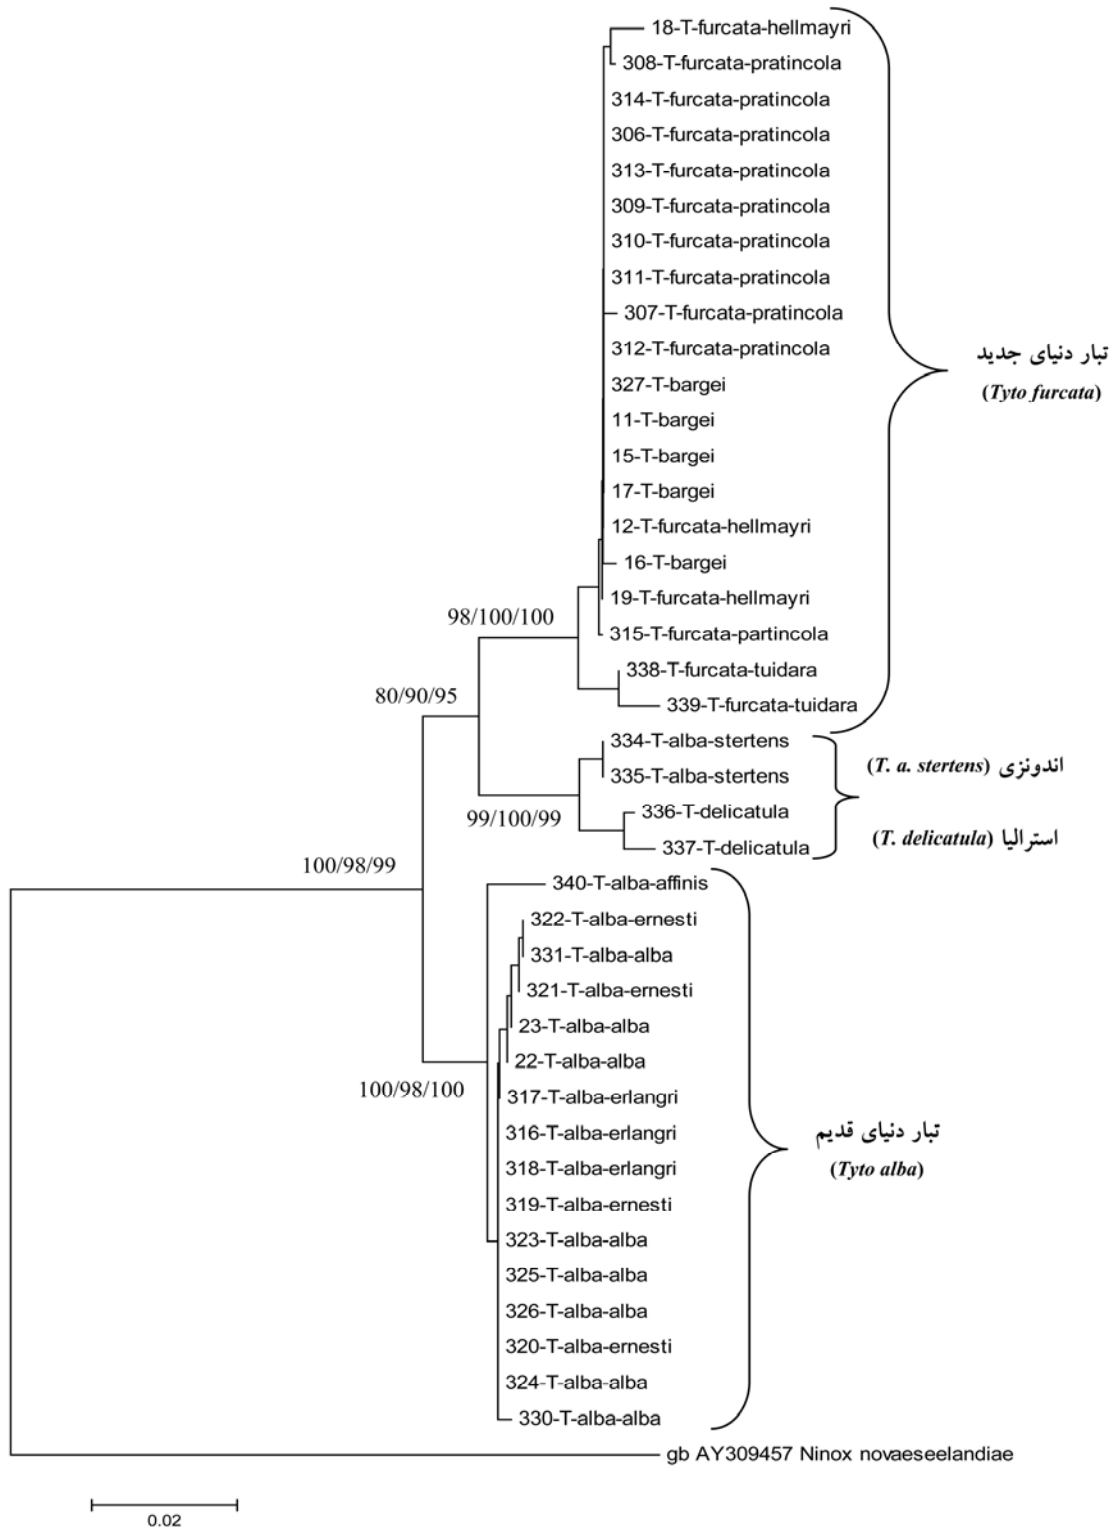 18-T-furcata-hellmayri
308-T-furcata-pratincola
314-T-furcata-pratincola
306-T-furcata-pratincola
313-T-furcata-pratincola
309-T-furcata-pratincola
310-T-furcata-pratincola
311-T-furcata-pratincola
307-T-furcata-pratincola
312-T-furcata-pratincola
327-T-bargei
11-T-bargei
15-T-bargei
17-T-bargei
12-T-furcata-hellmayri
16-T-bargei
19-T-furcata-hellmayri
315-T-furcata-partincola
338-T-furcata-tuidara
339-T-furcata-tuidara
تبار دنیای جدید
(Tyto furcata)
98/100/100
80/90/95
334-T-alba-stertens
335-T-alba-stertens
336-T-delicatula
337-T-delicatula
اندونزی (T. a. stertens)
استرالیا (T. delicatula)
99/100/99
100/98/99
340-T-alba-affinis
322-T-alba-ernesti
331-T-alba-alba
321-T-alba-ernesti
23-T-alba-alba
22-T-alba-alba
317-T-alba-erlangri
316-T-alba-erlangri
318-T-alba-erlangri
319-T-alba-ernesti
323-T-alba-alba
325-T-alba-alba
326-T-alba-alba
320-T-alba-ernesti
324-T-alba-alba
330-T-alba-alba
100/98/100
تبار دنیای قدیم
(Tyto alba)
gb AY309457 Ninox novaeseelandiae
0.02